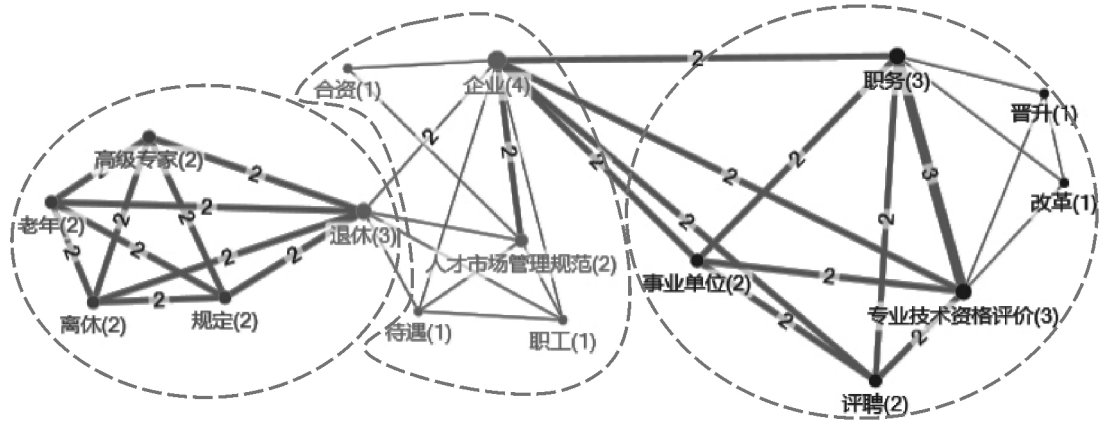 合资(1)
企业(4)
2
职务(3)
晋升(1)
高级专家(2)
2
2
2
2
3
改革(1)
老年(2)
2
2
2
2
2
2
退休(3)
2
2
2
2
2
2
2
人才市场管理规范(2)
事业单位(2)
2
离休(2)
2
规定(2)
待遇(1)
职工(1)
2
2
专业技术资格评价(3)
评聘(2)